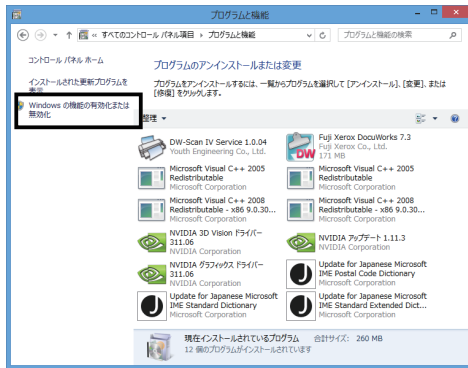 プログラムと機能
« すべてのコントロール パネル項目 › プログラムと機能
プログラムと機能の検索
コントロール パネル ホーム
インストールされた更新プログラムを
表示
Windows の機能の有効化または
無効化
プログラムのアンインストールまたは変更
プログラムをアンインストールするには、一覧からプログラムを選択して [アンインストール]、[変更]、または
[修復] をクリックします。
整理
DW-Scan IV Service 1.0.04
Youth Engineering Co., Ltd.
Fuji Xerox DocuWorks 7.3
Fuji Xerox Co., Ltd.
171 MB
Microsoft Visual C++ 2005
Redistributable
Microsoft Corporation
Microsoft Visual C++ 2005
Redistributable
Microsoft Corporation
Microsoft Visual C++ 2008
Redistributable - x86 9.0.30...
Microsoft Corporation
Microsoft Visual C++ 2008
Redistributable - x86 9.0.30...
Microsoft Corporation
NVIDIA 3D Vision ドライバー
311.06
NVIDIA Corporation
NVIDIA アップデート 1.11.3
NVIDIA Corporation
NVIDIA グラフィックス ドライバー
311.06
NVIDIA Corporation
Update for Japanese Microsoft
IME Postal Code Dictionary
Microsoft Corporation
Update for Japanese Microsoft
IME Standard Dictionary
Microsoft Corporation
Update for Japanese Microsoft
IME Standard Extended Dict...
Microsoft Corporation
現在インストールされているプログラム 合計サイズ: 260 MB
12 個のプログラムがインストールされています